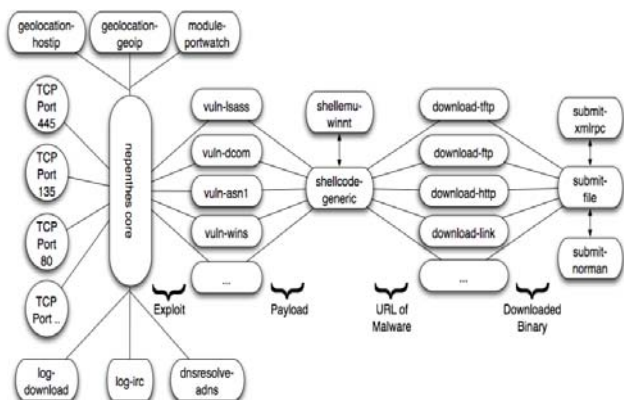 geolocation-
hostip
geolocation-
geoip
module-
portwatch
TCP
Port
445
TCP
Port
135
TCP
Port
80
TCP
Port ..
nepenthes core
vuln-lsass
vuln-dcom
vuln-asn1
vuln-wins
...
shellemu-
winnt
shellcode-
generic
download-tftp
download-ftp
download-http
download-link
...
submit-
xmlrpc
submit-
file
submit-
norman
Exploit
Payload
URL of
Malware
Downloaded
Binary
log-
download
log-irc
dnsresolve-
adns